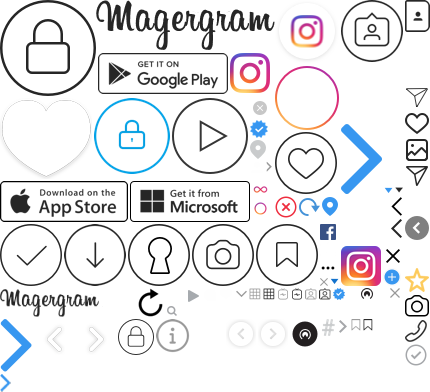 Magergram
GET IT ON
Google Play
Download on the
App Store
Get it from
Microsoft
Magergram